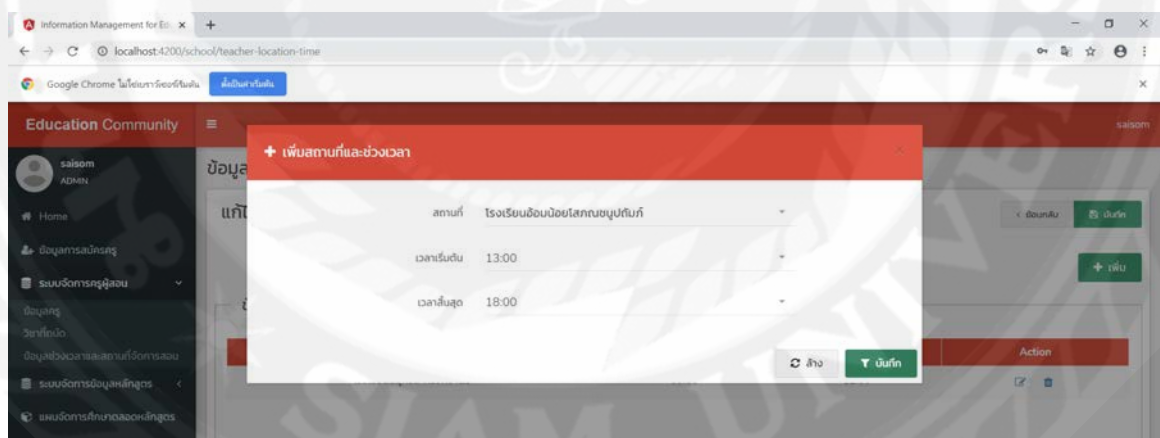 Information Management for Ed
localhost:4200/school/teacher-location-time
Google Chrome ไม่ใช่เบราว์เซอร์เริ่มต้น ตั้งเป็นค่าเริ่มต้น
Education Community
saisom
saisom
ADMIN
ข้อมูล
เพิ่มสถานที่และช่วงเวลา
Home
แก้ไ
สถานที่ โรงเรียนอ้อมน้อยโสภณชนูปถัมภ์
ย้อนกลับ บันทึก
ข้อมูลการสมัครครู
เวลาเริ่มต้น 13:00
เพิ่ม
ระบบจัดการครูผู้สอน
เวลาสิ้นสุด 18:00
ข้อมูลครู
วิชาที่ถนัด
ข้อมูลช่วงเวลาและสถานที่จัดการสอน
ล้าง บันทึก
Action
ระบบจัดการข้อมูลหลักสูตร
แผนจัดการศึกษาตลอดหลักสูตร
SIAM UNIVERS